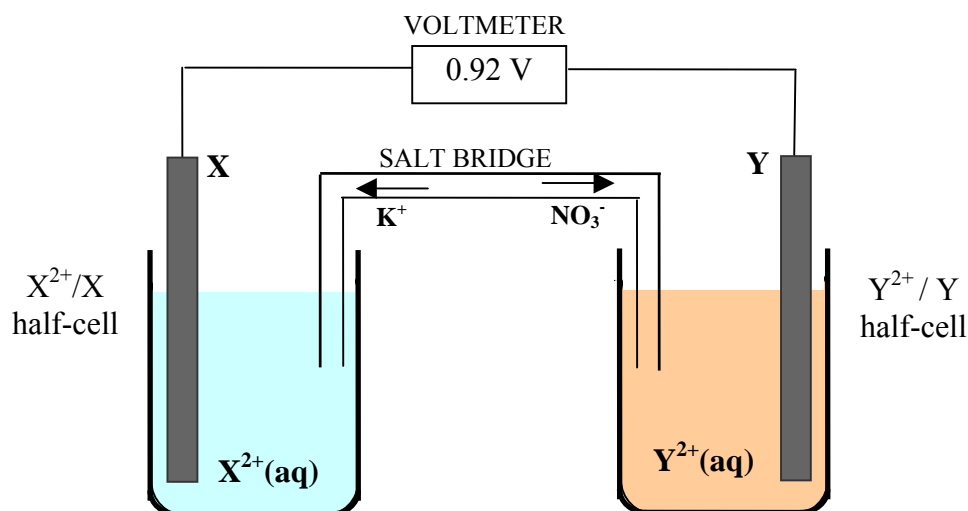 VOLTMETER
0.92 V
X
SALT BRIDGE
Y
K⁺
NO₃⁻
X²⁺/X
half-cell
Y²⁺/ Y
half-cell
X²⁺(aq)
Y²⁺(aq)